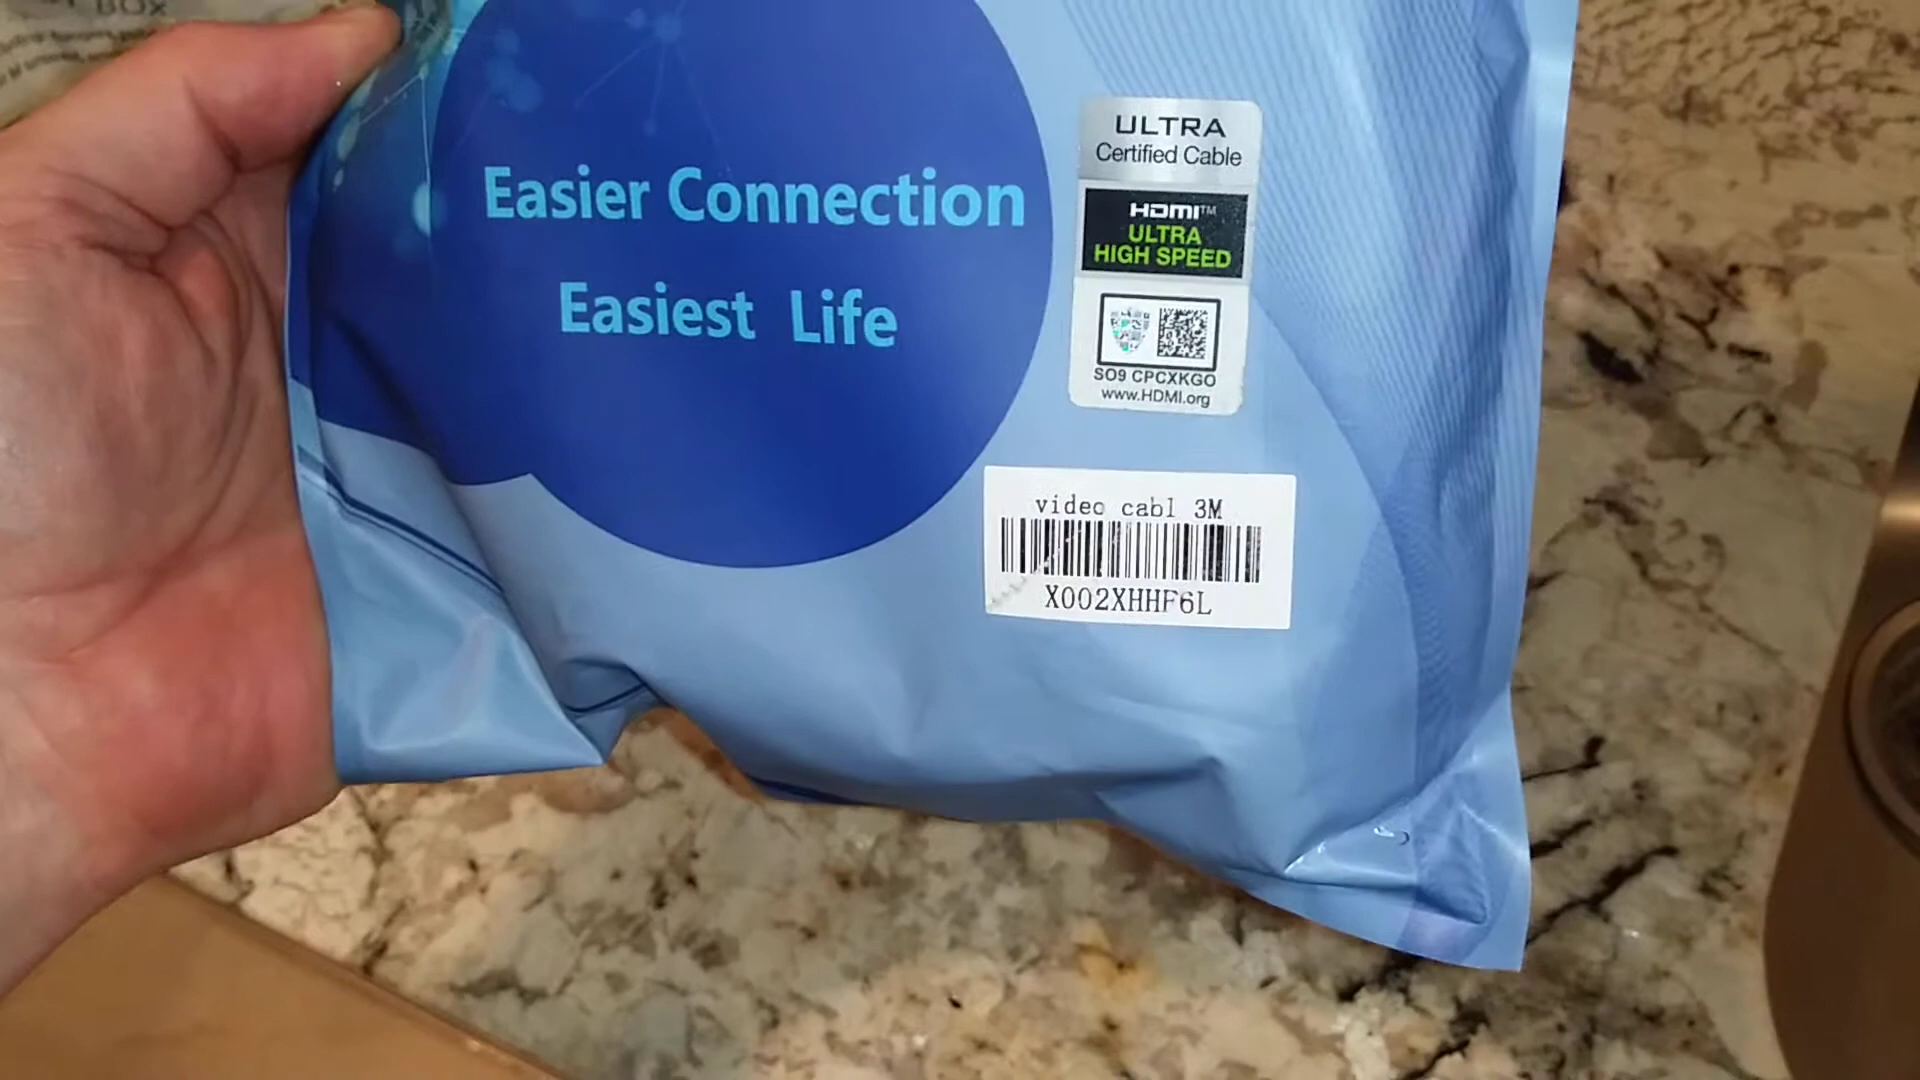 BOX
Easier Connection
Easiest Life
ULTRA
Certified Cable
HDMI™
ULTRA
HIGH SPEED
SO9 CPCXKGO
www.HDMI.org
video cabl 3M
X002XHHF6L